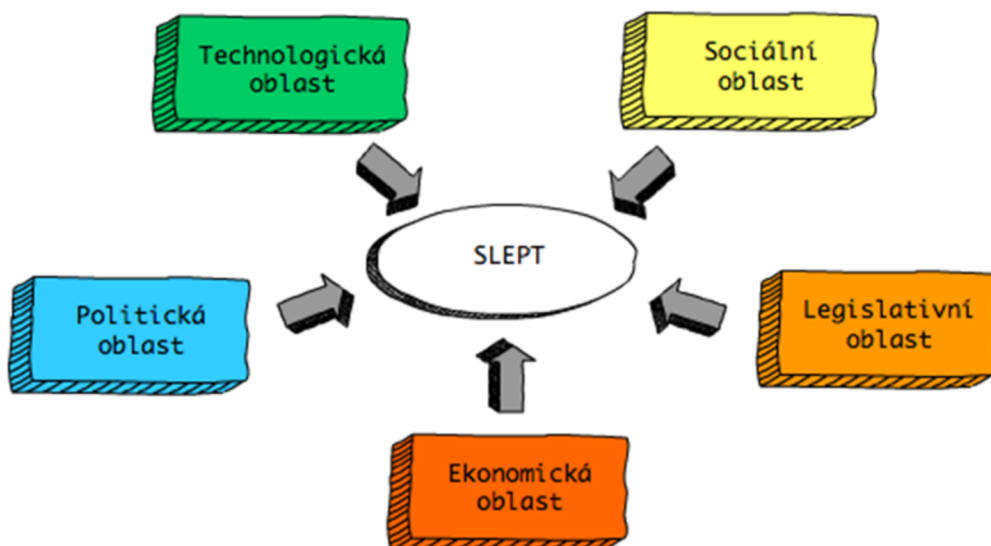 Technologická
oblast
Sociální
oblast
SLEPT
Politická
oblast
Legislativní
oblast
Ekonomická
oblast